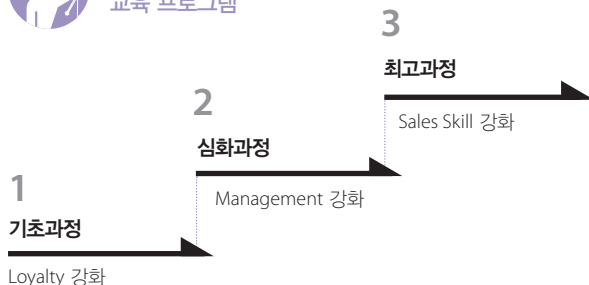 교육 프로그램
3
최고과정
Sales Skill 강화
2
심화과정
Management 강화
1
기초과정
Loyalty 강화